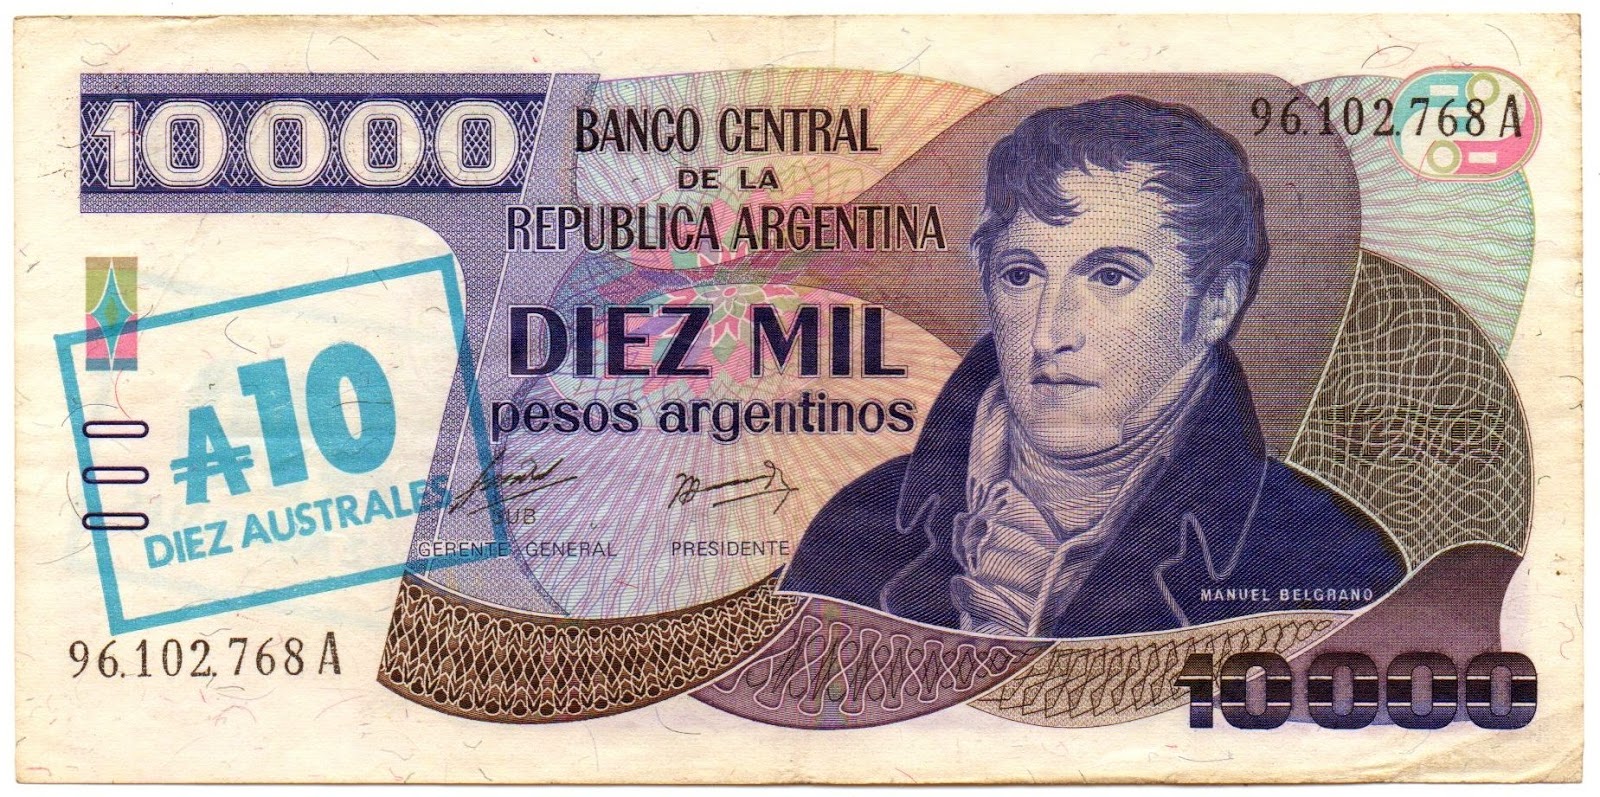 10000
BANCO CENTRAL
DE LA
REPUBLICA ARGENTINA
96.102.768 A
DIEZ MIL
pesos argentinos
₳10
DIEZ AUSTRALES
SUB
GERENTE GENERAL
PRESIDENTE
MANUEL BELGRANO
96.102.768 A
10000